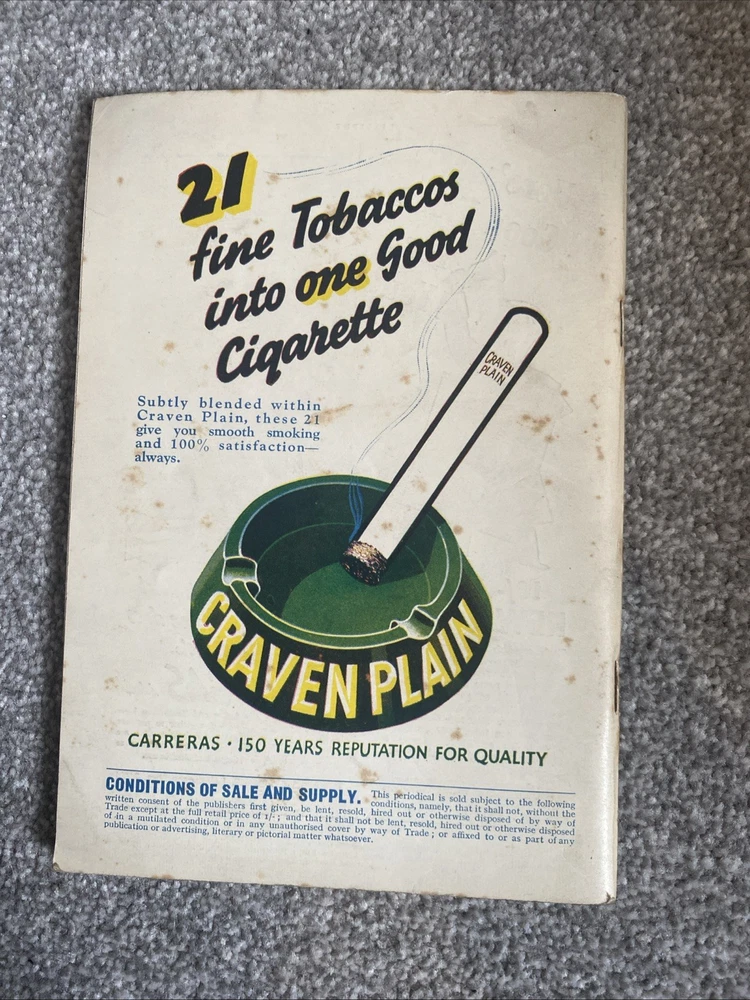 21
fine Tobaccos
into one Good
Cigarette
CRAVEN
PLAIN
Subtly blended within
Craven Plain, these 21
give you smooth smoking
and 100% satisfaction—
always.
CRAVEN PLAIN
CARRERAS · 150 YEARS REPUTATION FOR QUALITY
CONDITIONS OF SALE AND SUPPLY. This periodical is sold subject to the following
conditions, namely, that it shall not, without the
written consent of the publishers first given, be lent, resold, hired out or otherwise disposed of by way of
Trade except at the full retail price of 1/-; and that it shall not be lent, resold, hired out or otherwise disposed
of in a mutilated condition or in any unauthorised cover by way of Trade; or affixed to or as part of any
publication or advertising, literary or pictorial matter whatsoever.